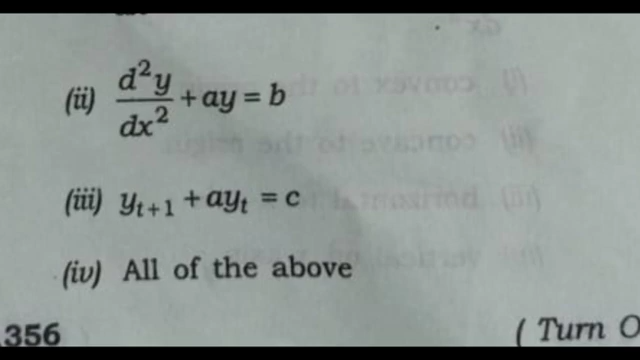 (ii) d²y/dx² + ay = b
(iii) yₜ₊₁ + ayₜ = c
(iv) All of the above
356
( Turn O